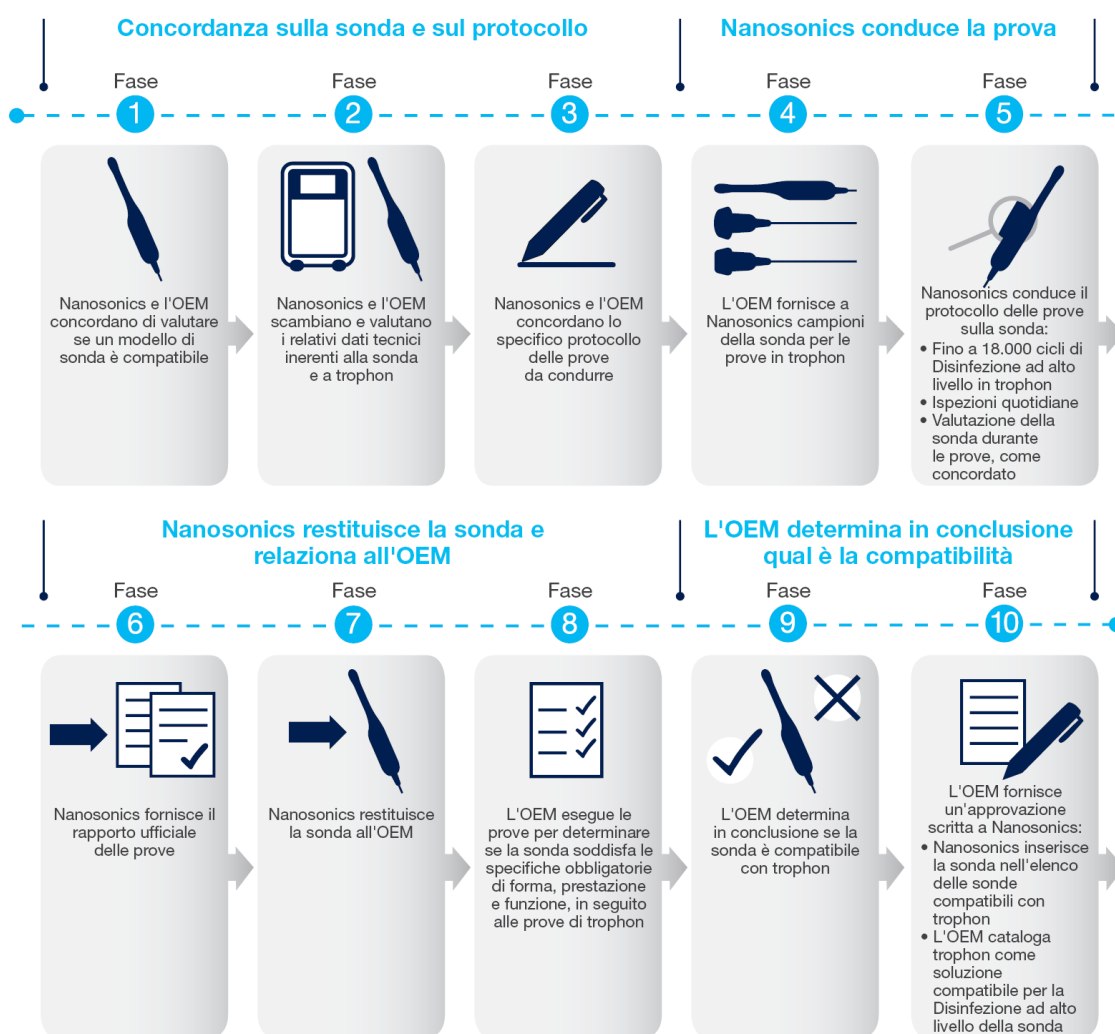 Concordanza sulla sonda e sul protocollo
Nanosonics conduce la prova
Fase
1
Fase
2
Fase
3
Fase
4
Fase
5
Nanosonics e l'OEM
concordano di valutare
se un modello di
sonda è compatibile
Nanosonics e l'OEM
scambiano e valutano
i relativi dati tecnici
inerenti alla sonda
e a trophon
Nanosonics e l'OEM
concordano lo
specifico protocollo
delle prove
da condurre
L'OEM fornisce a
Nanosonics campioni
della sonda per le
prove in trophon
Nanosonics conduce il
protocollo delle prove
sulla sonda:
• Fino a 18.000 cicli di
Disinfezione ad alto
livello in trophon
• Ispezioni quotidiane
• Valutazione della
sonda durante
le prove, come
concordato
Nanosonics restituisce la sonda e
relaziona all'OEM
L'OEM determina in conclusione
qual è la compatibilità
Fase
6
Fase
7
Fase
8
Fase
9
Fase
10
Nanosonics fornisce il
rapporto ufficiale
delle prove
Nanosonics restituisce
la sonda all'OEM
L'OEM esegue le
prove per determinare
se la sonda soddisfa le
specifiche obbligatorie
di forma, prestazione
e funzione, in seguito
alle prove di trophon
L'OEM determina
in conclusione se la
sonda è compatibile
con trophon
L'OEM fornisce
un'approvazione
scritta a Nanosonics:
• Nanosonics inserisce
la sonda nell'elenco
delle sonde
compatibili con
trophon
• L'OEM cataloga
trophon come
soluzione
compatibile per la
Disinfezione ad alto
livello della sonda